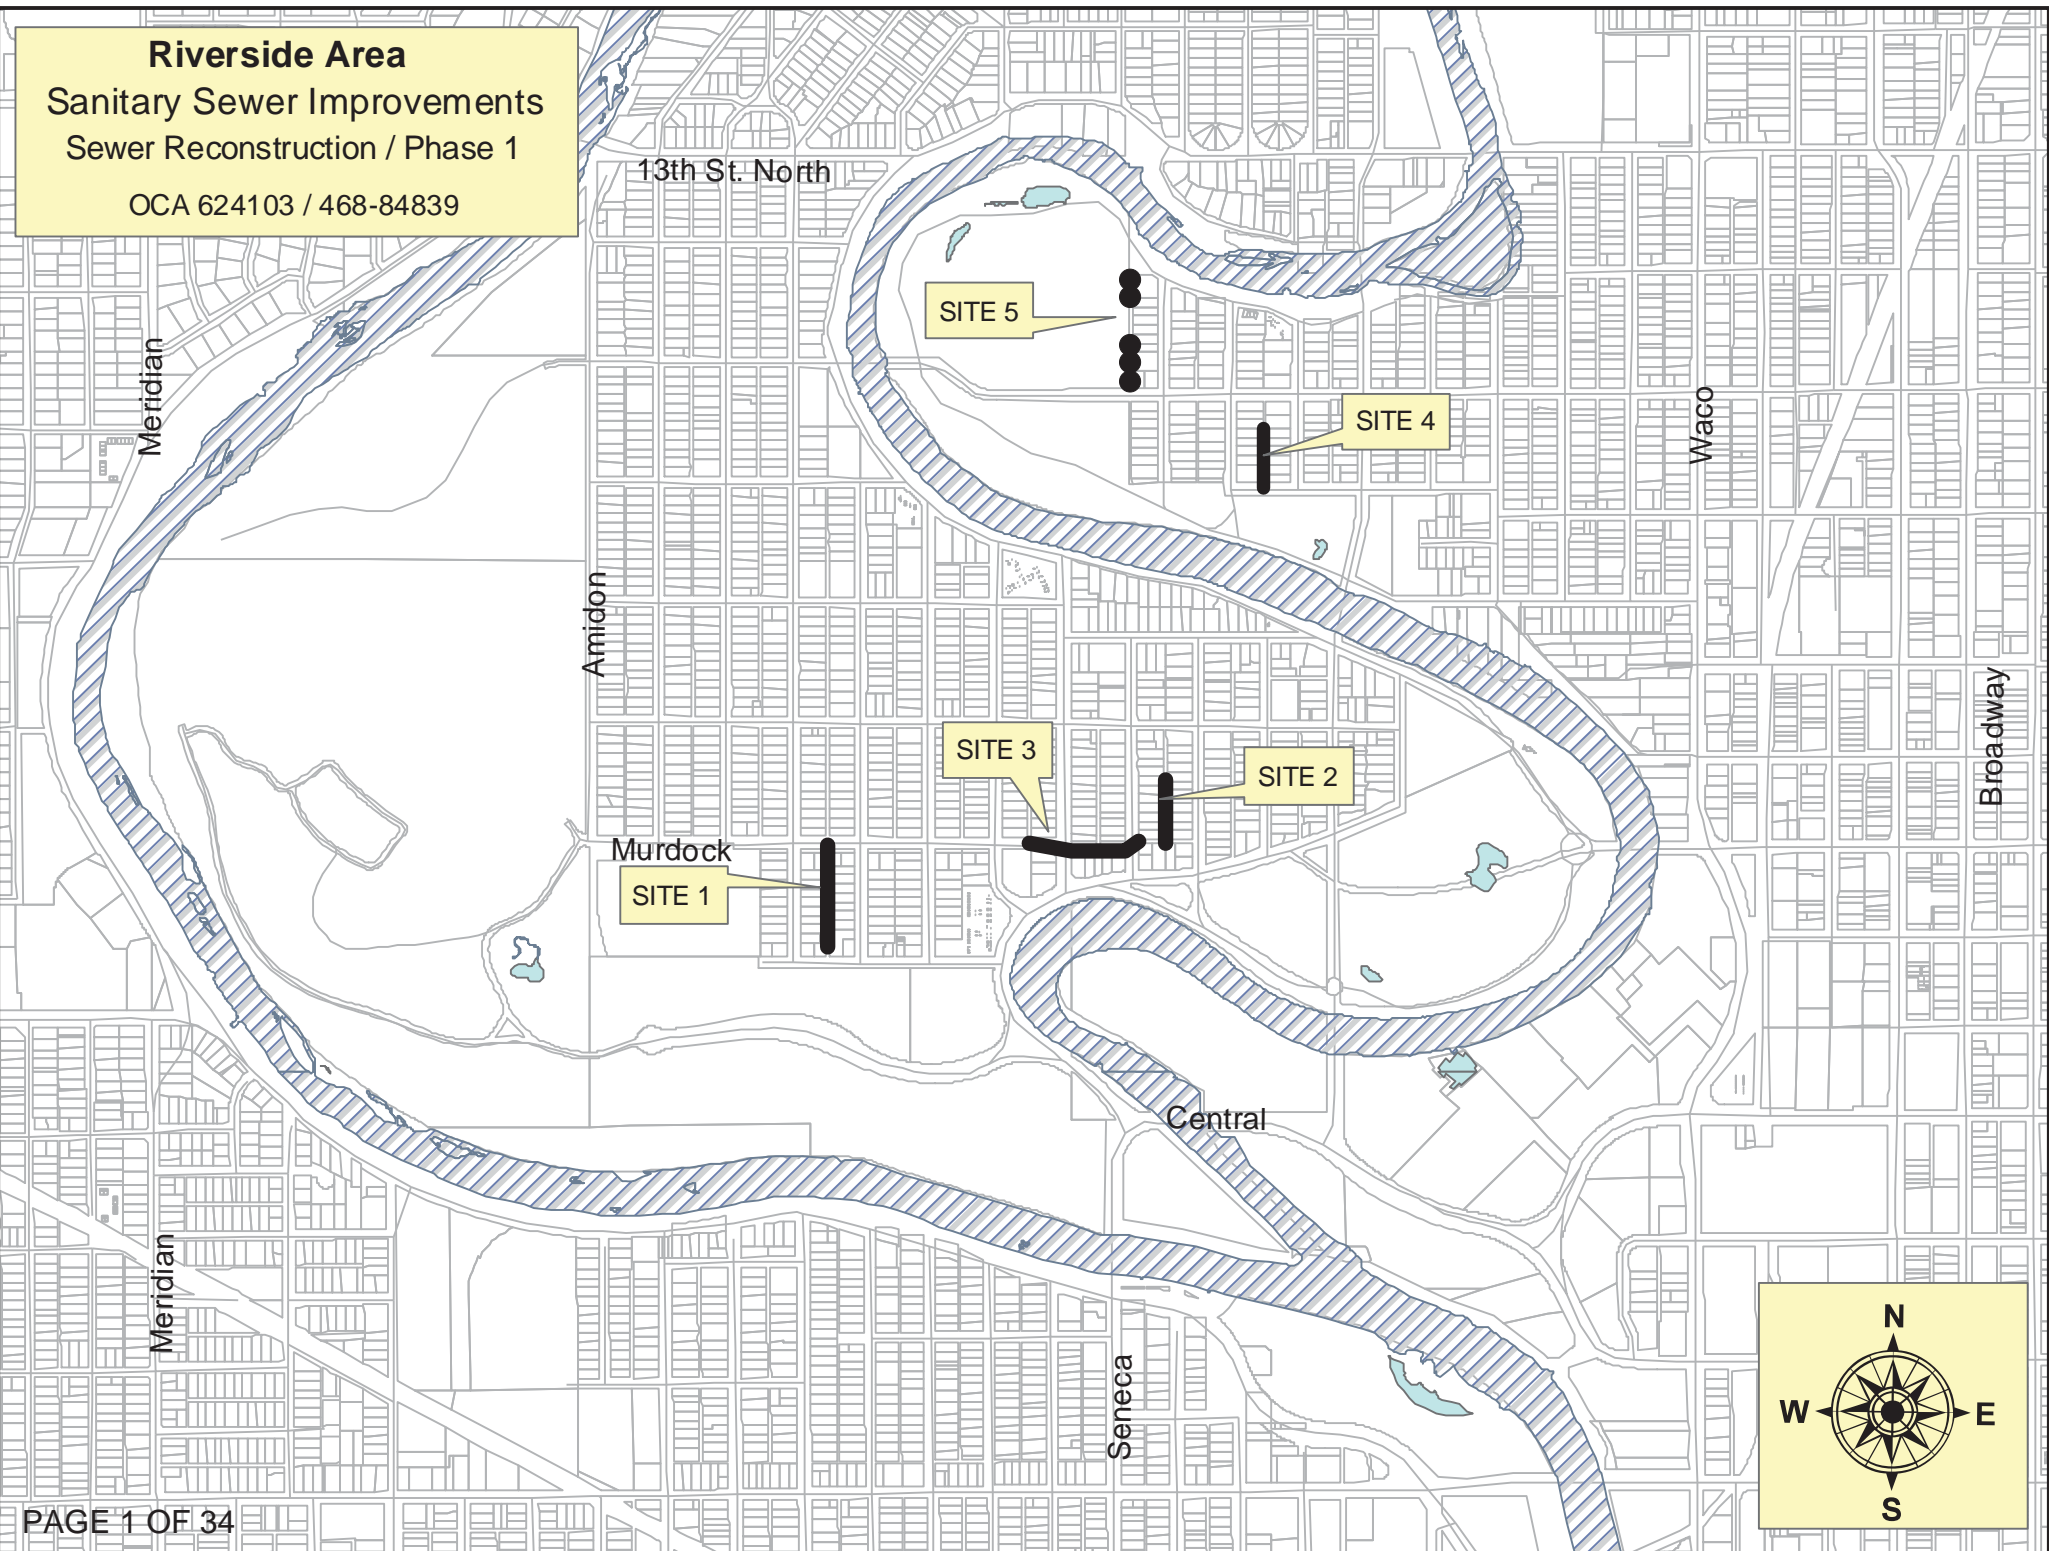 Riverside Area
Sanitary Sewer Improvements
Sewer Reconstruction / Phase 1
OCA 624103 / 468-84839
13th St. North
SITE 5
Meridian
SITE 4
Waco
Amidon
Broadway
SITE 3
SITE 2
Murdock
SITE 1
Central
Meridian
Seneca
N
W
E
S
PAGE 1 OF 34